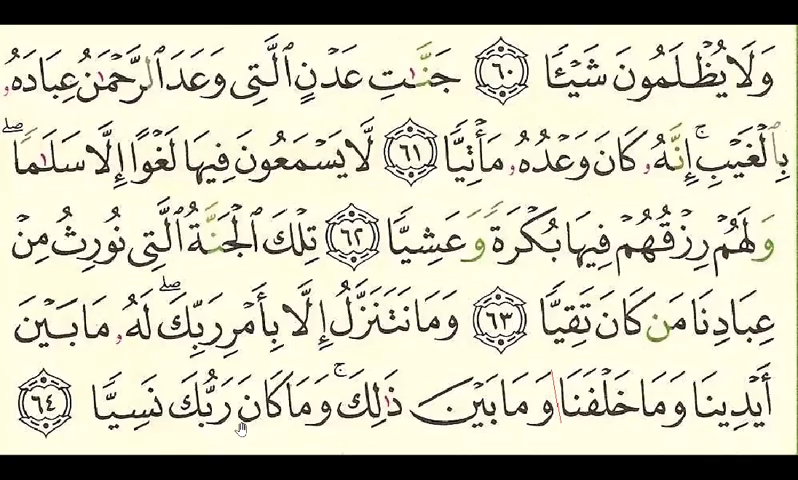 وَلَا يُظْلَمُونَ شَيْـًٔا ٦٠ جَنَّـٰتِ عَدْنٍ ٱلَّتِى وَعَدَ ٱلرَّحْمَـٰنُ عِبَادَهُۥ
بِٱلْغَيْبِ ۚ إِنَّهُۥ كَانَ وَعْدُهُۥ مَأْتِيًّا ٦١ لَّا يَسْمَعُونَ فِيهَا لَغْوًا إِلَّا سَلَـٰمًا ۖ
وَلَهُمْ رِزْقُهُمْ فِيهَا بُكْرَةً وَعَشِيًّا ٦٢ تِلْكَ ٱلْجَنَّةُ ٱلَّتِى نُورِثُ مِنْ
عِبَادِنَا مَن كَانَ تَقِيًّا ٦٣ وَمَا نَتَنَزَّلُ إِلَّا بِأَمْرِ رَبِّكَ ۖ لَهُۥ مَا بَيْنَ
أَيْدِينَا وَمَا خَلْفَنَا وَمَا بَيْنَ ذَٰلِكَ ۚ وَمَا كَانَ رَبُّكَ نَسِيًّا ٦٤